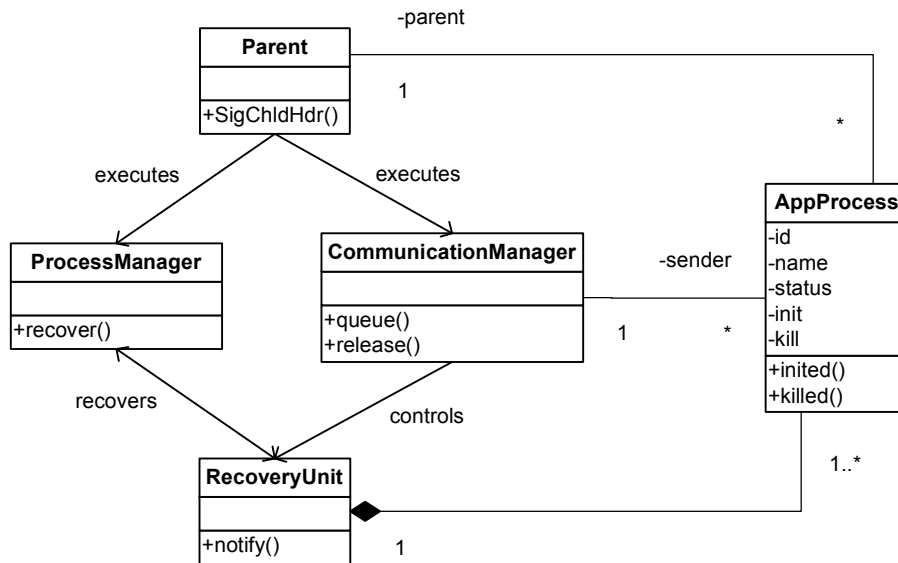 -parent
Parent
1
+SigChldHdr()
*
executes
executes
AppProcess
-id
-name
-status
-init
-kill
+inited()
+killed()
ProcessManager
+recover()
CommunicationManager
+queue()
+release()
-sender
1
*
recovers
controls
RecoveryUnit
+notify()
1
1..*